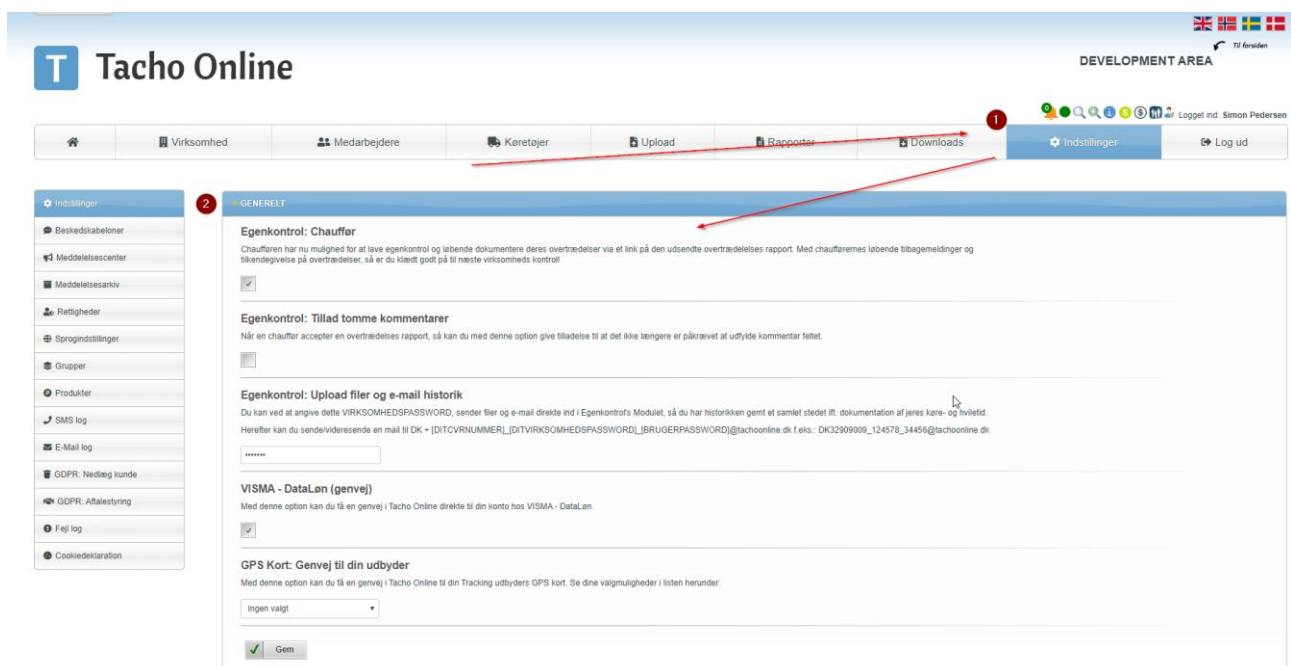 Til forsiden
DEVELOPMENT AREA
T Tacho Online
0 Logget ind: Simon Pedersen
1
Virksomhed Medarbejdere Køretøjer Upload Rapporter Downloads Indstillinger Log ud
Indstillinger
Beskedskabeloner
Meddelelsescenter
Meddelelsesarkiv
Rettigheder
Sprogindstillinger
Grupper
Produkter
SMS log
E-Mail log
GDPR: Nedlæg kunde
GDPR: Aftalestyring
Fejl log
Cookiedeklaration
2
GENERELT
Egenkontrol: Chauffør
Chaufføren har nu mulighed for at lave egenkontrol og løbende dokumentere deres overtrædelser via et link på den udsendte overtrædelses rapport. Med chaufførernes løbende tilbagemeldinger og
tilkendegivelse på overtrædelser, så er du klædt godt på til næste virksomheds kontrol!
Egenkontrol: Tillad tomme kommentarer
Når en chauffør accepter en overtrædelses rapport, så kan du med denne option give tilladelse til at det ikke længere er påkrævet at udfylde kommentar feltet.
Egenkontrol: Upload filer og e-mail historik
Du kan ved at angive dette VIRKSOMHEDSPASSWORD, sender filer og e-mail direkte ind i Egenkontrol's Modulet, så du har historikken gemt et samlet stedet ift. dokumentation af jeres køre- og hviletid.
Herefter kan du sende/videresende en mail til DK + [DITCVRNUMMER]_[DITVIRKSOMHEDSPASSWORD]_[BRUGERPASSWORD]@tachoonline.dk f.eks.: DK32909009_124578_34456@tachoonline.dk
•••••••
VISMA - DataLøn (genvej)
Med denne option kan du få en genvej i Tacho Online direkte til din konto hos VISMA - DataLøn.
GPS Kort: Genvej til din udbyder
Med denne option kan du få en genvej i Tacho Online til din Tracking udbyders GPS kort. Se dine valgmuligheder i listen herunder:
Ingen valgt
Gem